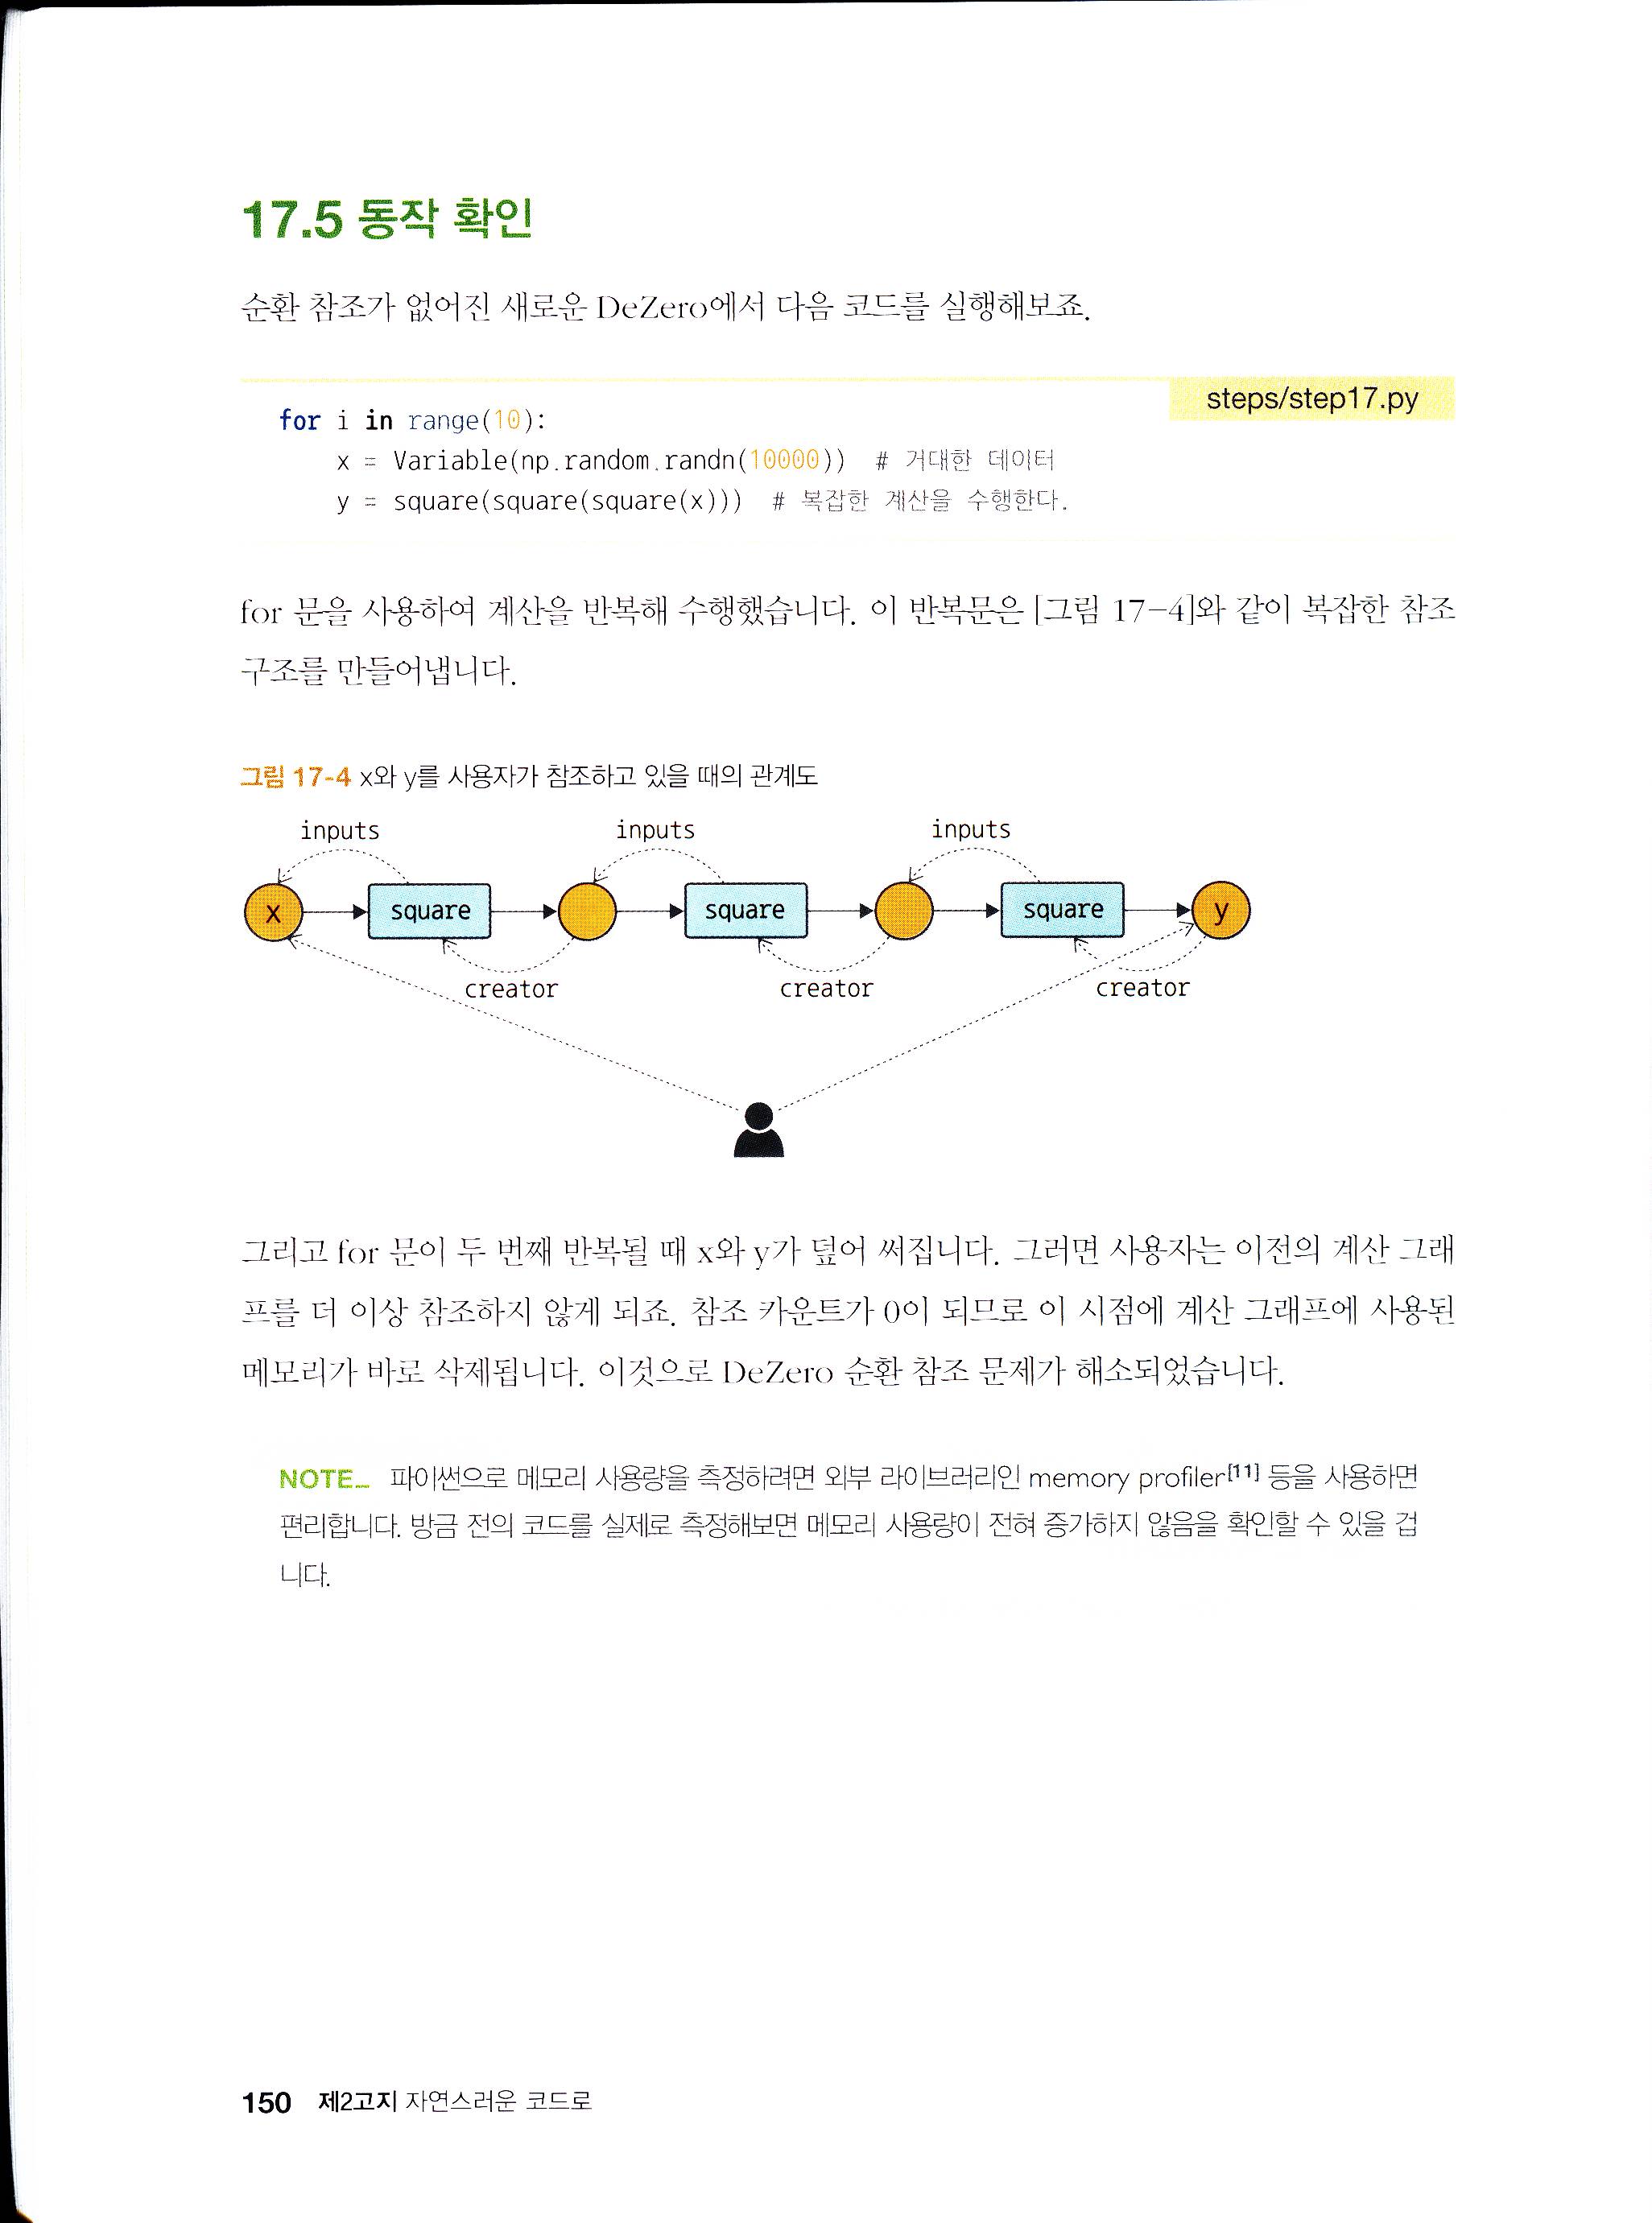 17.5 동작 확인
순환 참조가 없어진 새로운 DeZero에서 다음 코드를 실행해보죠.
steps/step17.py
for i in range(10):
    x = Variable(np.random.randn(10000))  # 거대한 데이터
    y = square(square(square(x)))  # 복잡한 계산을 수행한다.
for 문을 사용하여 계산을 반복해 수행했습니다. 이 반복문은 [그림 17-4]와 같이 복잡한 참조
구조를 만들어냅니다.
그림 17-4 x와 y를 사용자가 참조하고 있을 때의 관계도
inputs inputs inputs
x square square square y
creator creator creator
그리고 for 문이 두 번째 반복될 때 x와 y가 덮어 써집니다. 그러면 사용자는 이전의 계산 그래
프를 더 이상 참조하지 않게 되죠. 참조 카운트가 0이 되므로 이 시점에 계산 그래프에 사용된
메모리가 바로 삭제됩니다. 이것으로 DeZero 순환 참조 문제가 해소되었습니다.
NOTE_ 파이썬으로 메모리 사용량을 측정하려면 외부 라이브러리인 memory profiler[11] 등을 사용하면
편리합니다. 방금 전의 코드를 실제로 측정해보면 메모리 사용량이 전혀 증가하지 않음을 확인할 수 있을 겁
니다.
150 제2고지 자연스러운 코드로